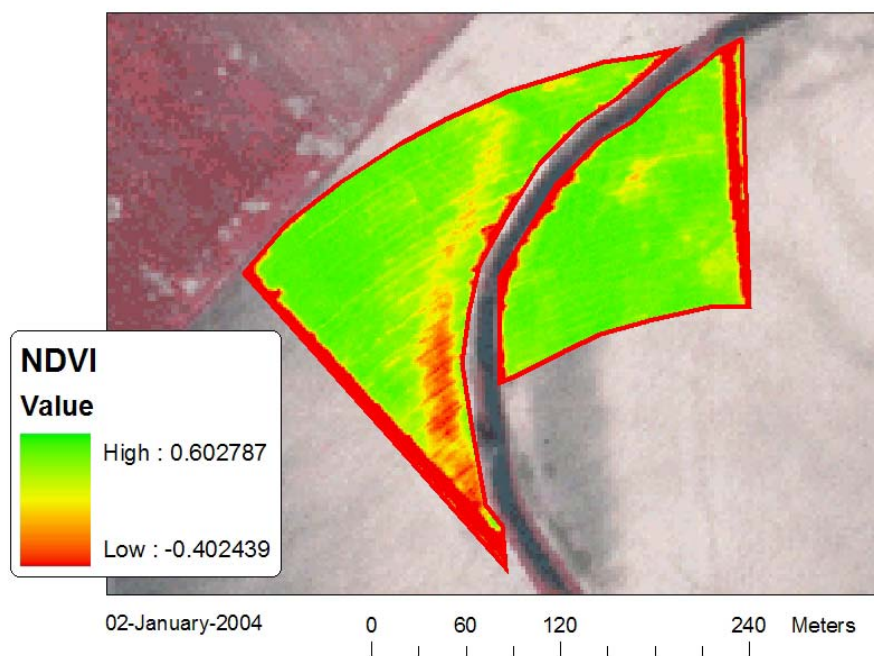 NDVI
Value
High : 0.602787
Low : -0.402439
02-January-2004
0 60 120 240 Meters